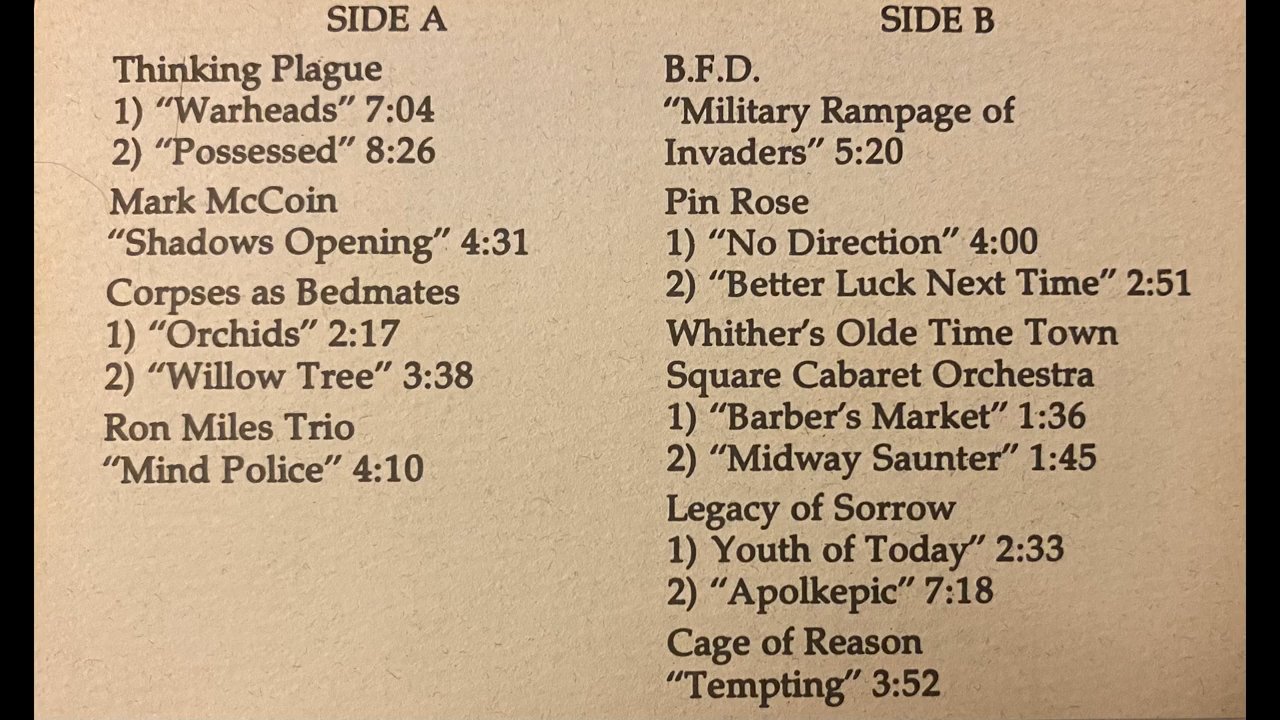 SIDE A
Thinking Plague
1) “Warheads” 7:04
2) “Possessed” 8:26
Mark McCoin
“Shadows Opening” 4:31
Corpses as Bedmates
1) “Orchids” 2:17
2) “Willow Tree” 3:38
Ron Miles Trio
“Mind Police” 4:10
SIDE B
B.F.D.
“Military Rampage of
Invaders” 5:20
Pin Rose
1) “No Direction” 4:00
2) “Better Luck Next Time” 2:51
Whither’s Olde Time Town
Square Cabaret Orchestra
1) “Barber’s Market” 1:36
2) “Midway Saunter” 1:45
Legacy of Sorrow
1) Youth of Today” 2:33
2) “Apolkepic” 7:18
Cage of Reason
“Tempting” 3:52